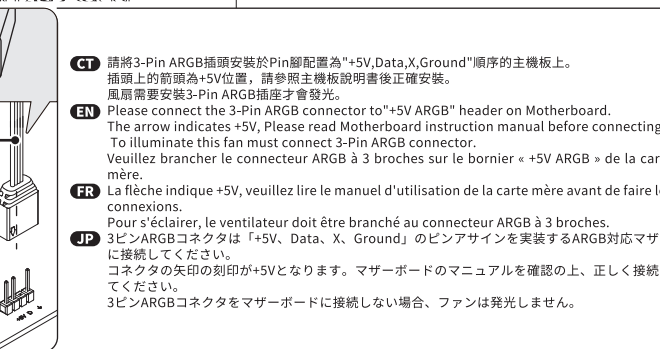 CT 請將3-Pin ARGB插頭安裝於Pin腳配置為"+5V,Data,X,Ground"順序的主機板上。
插頭上的箭頭為+5V位置，請參照主機板說明書後正確安裝。
風扇需要安裝3-Pin ARGB插座才會發光。
EN Please connect the 3-Pin ARGB connector to"+5V ARGB" header on Motherboard.
The arrow indicates +5V, Please read Motherboard instruction manual before connecting
To illuminate this fan must connect 3-Pin ARGB connector.
Veuillez brancher le connecteur ARGB à 3 broches sur le bornier « +5V ARGB » de la car
mère.
FR La flèche indique +5V, veuillez lire le manuel d'utilisation de la carte mère avant de faire
connexions.
Pour s'éclairer, le ventilateur doit être branché au connecteur ARGB à 3 broches.
JP 3ピンARGBコネクタは「+5V、Data、X、Ground」のピンアサインを実装するARGB対応マザ
に接続してください。
コネクタの矢印の刻印が+5Vとなります。マザーボードのマニュアルを確認の上、正しく接続
てください。
3ピンARGBコネクタをマザーボードに接続しない場合、ファンは発光しません。